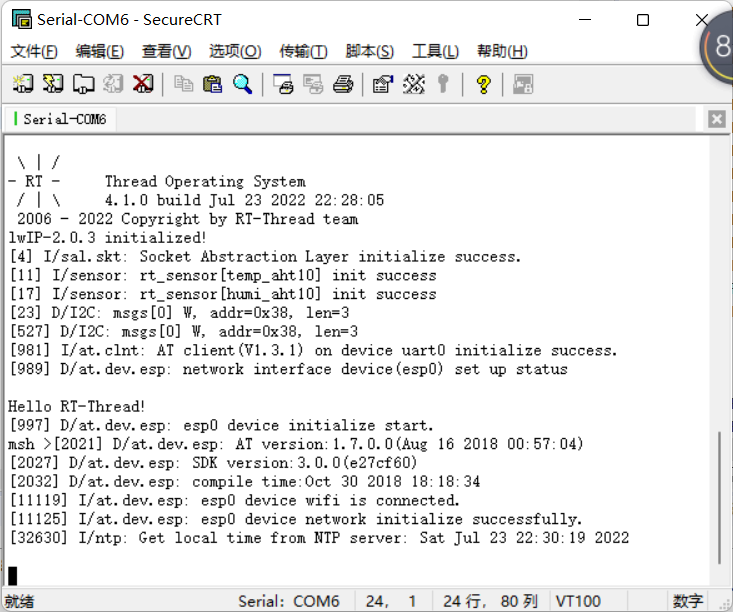 Serial-COM6 - SecureCRT
文件(F) 编辑(E) 查看(V) 选项(O) 传输(T) 脚本(S) 工具(L) 帮助(H)
8
Serial-COM6
\ | /
- RT -     Thread Operating System
/ | \     4.1.0 build Jul 23 2022 22:28:05
2006 - 2022 Copyright by RT-Thread team
lwIP-2.0.3 initialized!
[4] I/sal.skt: Socket Abstraction Layer initialize success.
[11] I/sensor: rt_sensor[temp_aht10] init success
[17] I/sensor: rt_sensor[humi_aht10] init success
[23] D/I2C: msgs[0] W, addr=0x38, len=3
[527] D/I2C: msgs[0] W, addr=0x38, len=3
[981] I/at.clnt: AT client(V1.3.1) on device uart0 initialize success.
[989] D/at.dev.esp: network interface device(esp0) set up status
Hello RT-Thread!
[997] D/at.dev.esp: esp0 device initialize start.
msh >[2021] D/at.dev.esp: AT version:1.7.0.0(Aug 16 2018 00:57:04)
[2027] D/at.dev.esp: SDK version:3.0.0(e27cf60)
[2032] D/at.dev.esp: compile time:Oct 30 2018 18:18:34
[11119] I/at.dev.esp: esp0 device wifi is connected.
[11125] I/at.dev.esp: esp0 device network initialize successfully.
[32630] I/ntp: Get local time from NTP server: Sat Jul 23 22:30:19 2022
就绪 Serial: COM6 24, 1 24 行, 80 列 VT100 数字